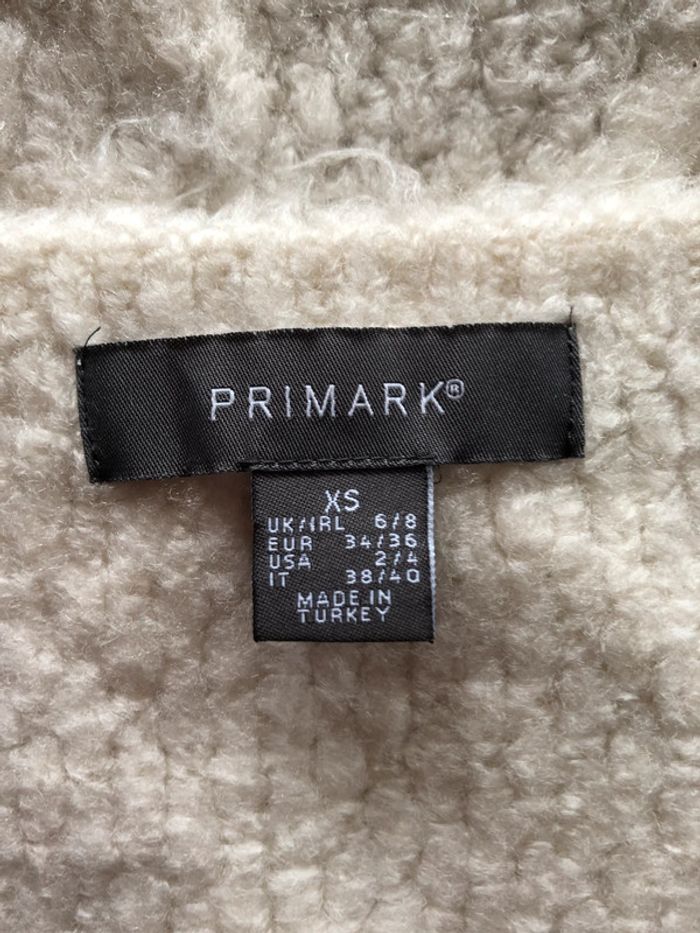 PRIMARK®
XS
UK/IRL 6/8
EUR 34/36
USA 2/4
IT 38/40
MADE IN
TURKEY